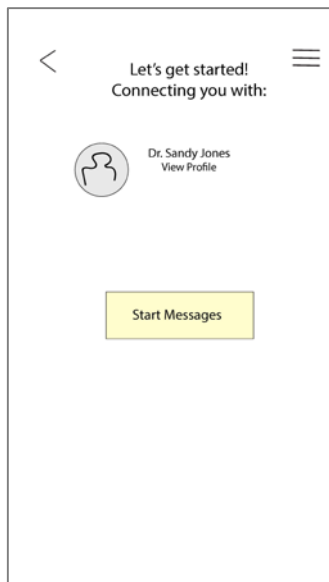 Let's get started!
Connecting you with:
Dr. Sandy Jones
View Profile
Start Messages